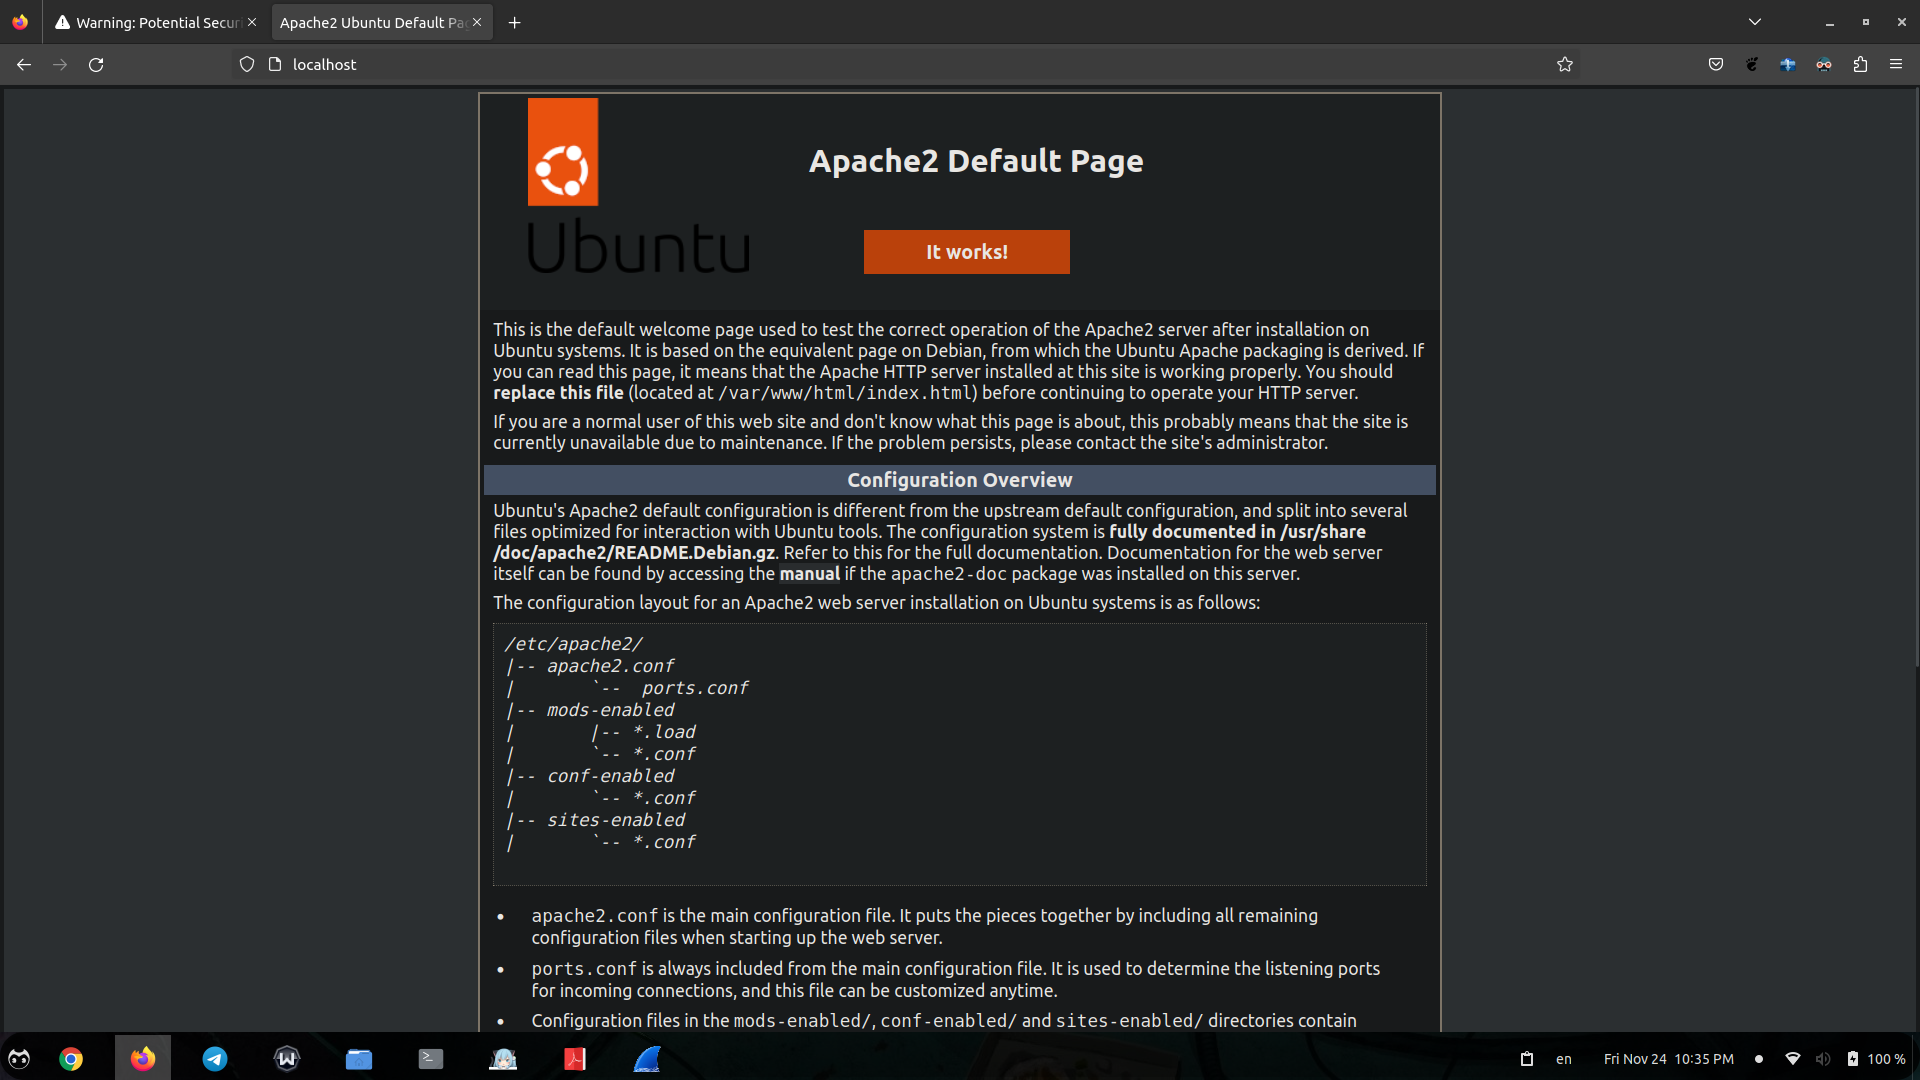 Warning: Potential Secur
Apache2 Ubuntu Default Pa
localhost
Apache2 Default Page
Ubuntu
It works!
This is the default welcome page used to test the correct operation of the Apache2 server after installation on
Ubuntu systems. It is based on the equivalent page on Debian, from which the Ubuntu Apache packaging is derived. If
you can read this page, it means that the Apache HTTP server installed at this site is working properly. You should
replace this file (located at /var/www/html/index.html) before continuing to operate your HTTP server.
If you are a normal user of this web site and don't know what this page is about, this probably means that the site is
currently unavailable due to maintenance. If the problem persists, please contact the site's administrator.
Configuration Overview
Ubuntu's Apache2 default configuration is different from the upstream default configuration, and split into several
files optimized for interaction with Ubuntu tools. The configuration system is fully documented in /usr/share
/doc/apache2/README.Debian.gz. Refer to this for the full documentation. Documentation for the web server
itself can be found by accessing the manual if the apache2-doc package was installed on this server.
The configuration layout for an Apache2 web server installation on Ubuntu systems is as follows:
/etc/apache2/
|-- apache2.conf
|       `--  ports.conf
|-- mods-enabled
|       |-- *.load
|       `-- *.conf
|-- conf-enabled
|       `-- *.conf
|-- sites-enabled
|       `-- *.conf
• apache2.conf is the main configuration file. It puts the pieces together by including all remaining
configuration files when starting up the web server.
• ports.conf is always included from the main configuration file. It is used to determine the listening ports
for incoming connections, and this file can be customized anytime.
• Configuration files in the mods-enabled/, conf-enabled/ and sites-enabled/ directories contain
en
Fri Nov 24 10:35 PM
100 %